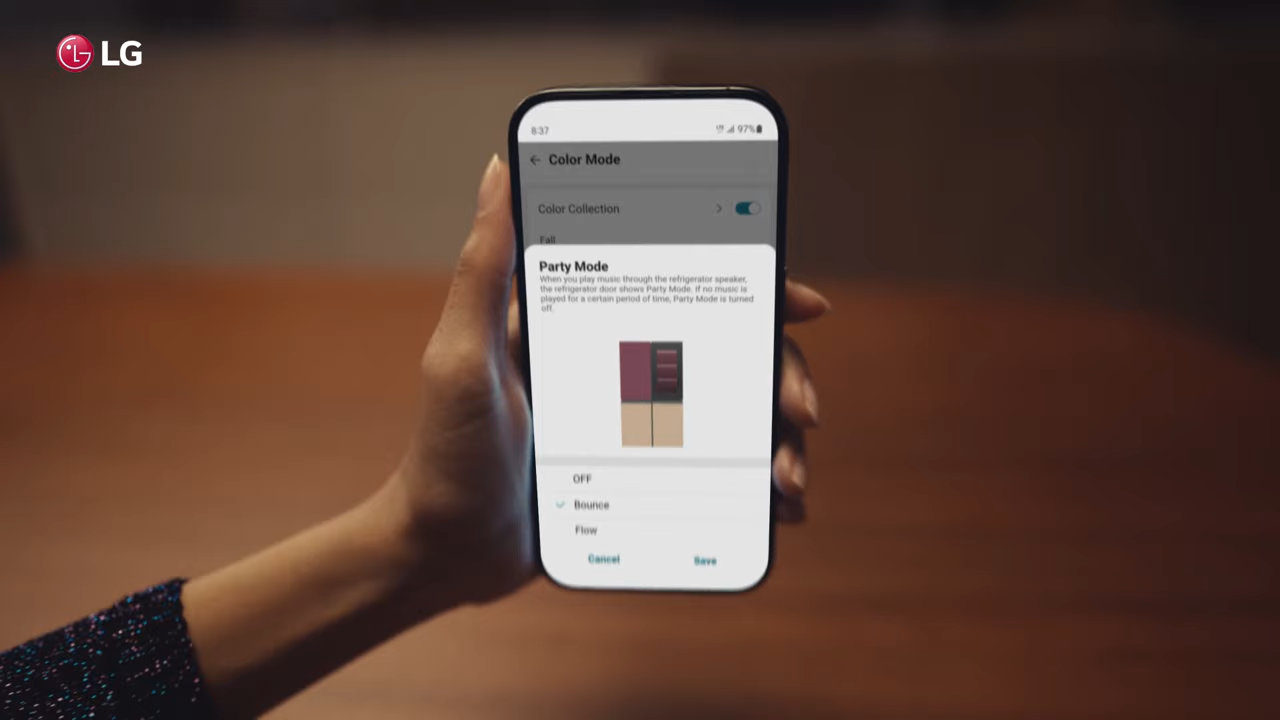 LG
8:37
97%
Color Mode
Color Collection
Fall
Party Mode
When you play music through the refrigerator speaker,
the refrigerator door shows Party Mode. If no music is
played for a certain period of time, Party Mode is turned
off.
OFF
Bounce
Flow
Cancel
Save